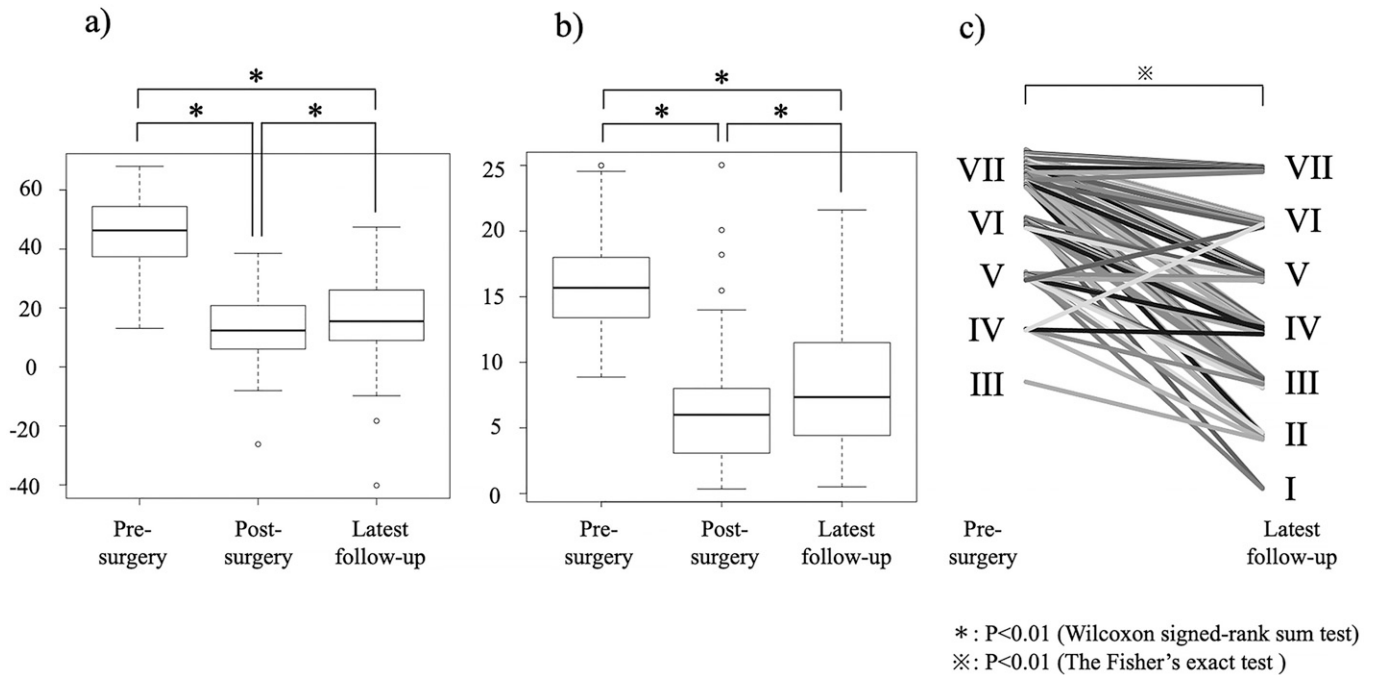 a)
b)
c)
*
*
*
*
*
*
※
60
40
20
0
-20
-40
Pre-
surgery
Post-
surgery
Latest
follow-up
25
20
15
10
5
0
Pre-
surgery
Post-
surgery
Latest
follow-up
VII
VI
V
IV
III
VII
VI
V
IV
III
II
I
Pre-
surgery
Latest
follow-up
*: P<0.01 (Wilcoxon signed-rank sum test)
※: P<0.01 (The Fisher’s exact test )